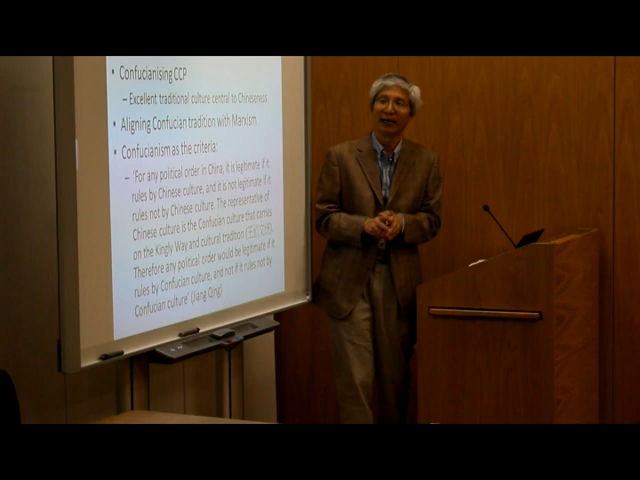 • Confucianising CCP
– Excellent traditional culture central to Chineseness
• Aligning Confucian tradition with Marxism
• Confucianism as the criteria:
– 'For any political order in China, it is legitimate if it
rules by Chinese culture, and it is not legitimate if it
rules not by Chinese culture. The representative of
Chinese culture is the Confucian culture that carries
on the Kingly Way and cultural tradition
Therefore any political order would be legitimate if
rules by Confucian culture, and not if it rules not by
Confucian culture' (Jiang Qing)